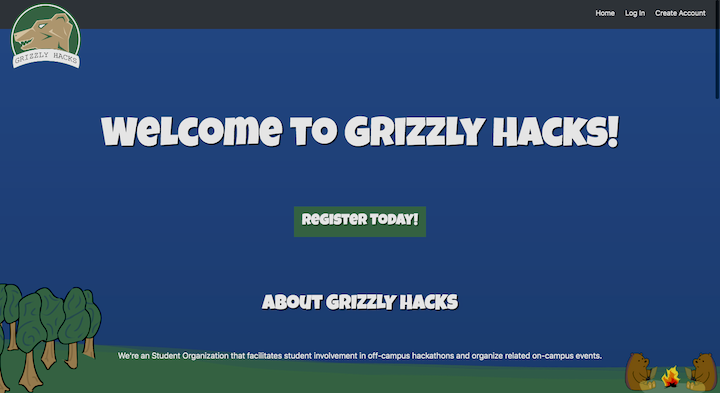 Home Log In Create Account
GRIZZLY HACKS
Welcome to Grizzly Hacks!
Register Today!
About Grizzly Hacks
We're an Student Organization that facilitates student involvement in off-campus hackathons and organize related on-campus events.